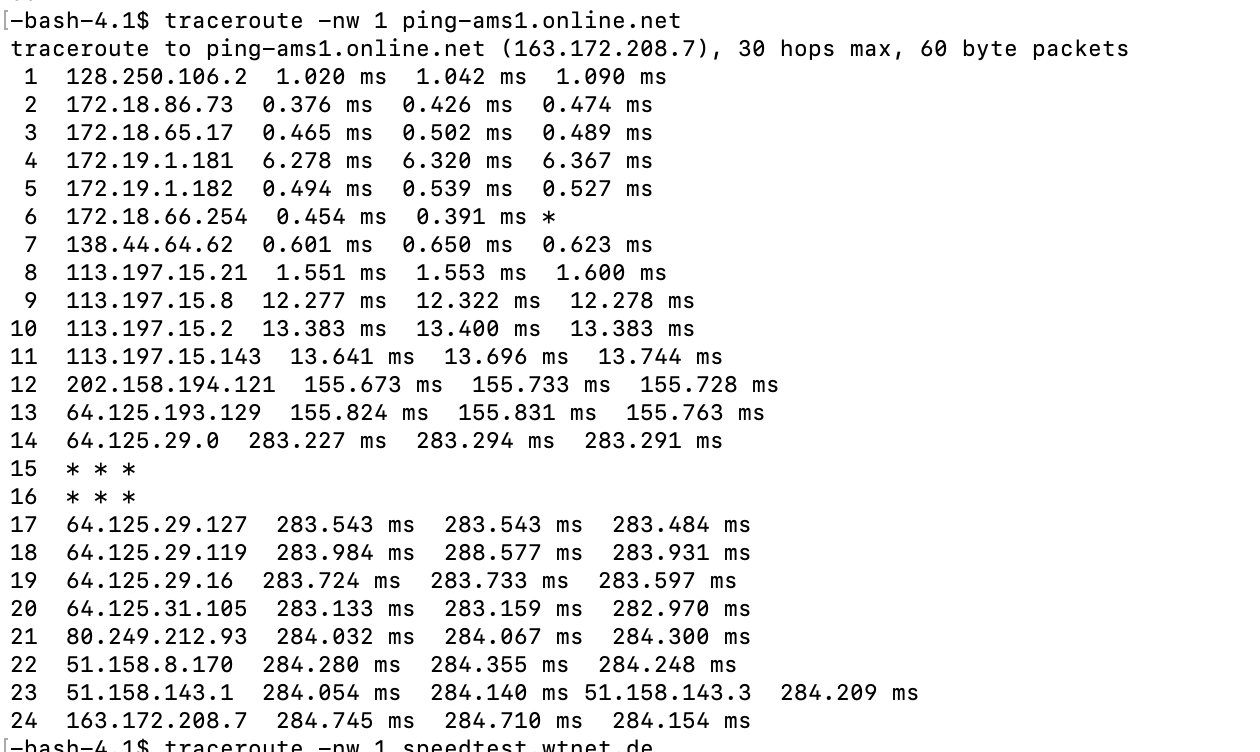 [-bash-4.1$ traceroute -nw 1 ping-ams1.online.net
traceroute to ping-ams1.online.net (163.172.208.7), 30 hops max, 60 byte packets
1 128.250.106.2 1.020 ms 1.042 ms 1.090 ms
2 172.18.86.73 0.376 ms 0.426 ms 0.474 ms
3 172.18.65.17 0.465 ms 0.502 ms 0.489 ms
4 172.19.1.181 6.278 ms 6.320 ms 6.367 ms
5 172.19.1.182 0.494 ms 0.539 ms 0.527 ms
6 172.18.66.254 0.454 ms 0.391 ms *
7 138.44.64.62 0.601 ms 0.650 ms 0.623 ms
8 113.197.15.21 1.551 ms 1.553 ms 1.600 ms
9 113.197.15.8 12.277 ms 12.322 ms 12.278 ms
10 113.197.15.2 13.383 ms 13.400 ms 13.383 ms
11 113.197.15.143 13.641 ms 13.696 ms 13.744 ms
12 202.158.194.121 155.673 ms 155.733 ms 155.728 ms
13 64.125.193.129 155.824 ms 155.831 ms 155.763 ms
14 64.125.29.0 283.227 ms 283.294 ms 283.291 ms
15 * * *
16 * * *
17 64.125.29.127 283.543 ms 283.543 ms 283.484 ms
18 64.125.29.119 283.984 ms 288.577 ms 283.931 ms
19 64.125.29.16 283.724 ms 283.733 ms 283.597 ms
20 64.125.31.105 283.133 ms 283.159 ms 282.970 ms
21 80.249.212.93 284.032 ms 284.067 ms 284.300 ms
22 51.158.8.170 284.280 ms 284.355 ms 284.248 ms
23 51.158.143.1 284.054 ms 284.140 ms 51.158.143.3 284.209 ms
24 163.172.208.7 284.745 ms 284.710 ms 284.154 ms
[-bash-4.1$ traceroute -nw 1 speedtest.wtnet.de